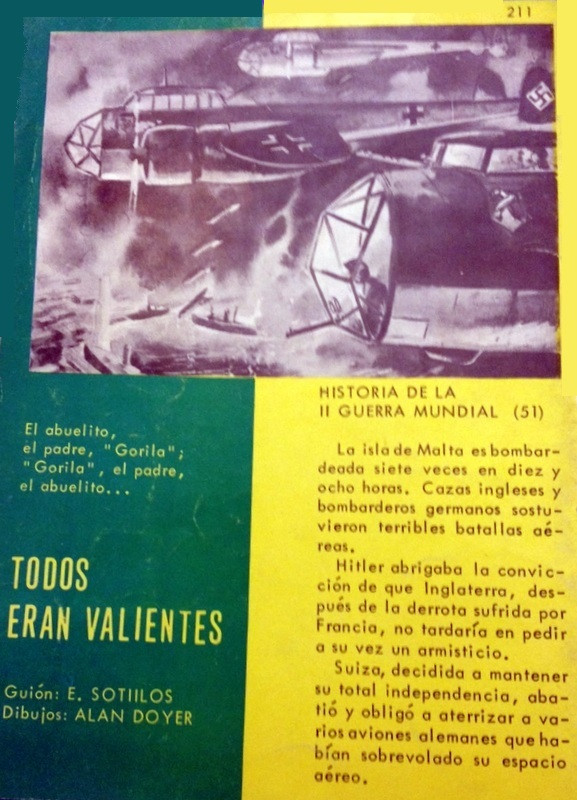 211
El abuelito,
el padre, "Gorila";
"Gorila", el padre,
el abuelito...
TODOS
ERAN VALIENTES
Guión: E. SOTIILOS
Dibujos: ALAN DOYER
HISTORIA DE LA
II GUERRA MUNDIAL (51)
La isla de Malta es bombar-
deada siete veces en diez y
ocho horas. Cazas ingleses y
bombarderos germanos sostu-
vieron terribles batallas aé-
reas.
Hitler abrigaba la convic-
ción de que Inglaterra, des-
pués de la derrota sufrida por
Francia, no tardaría en pedir
a su vez un armisticio.
Suiza, decidida a mantener
su total independencia, aba-
tió y obligó a aterrizar a va-
rios aviones alemanes que ha-
bían sobrevolado su espacio
aéreo.